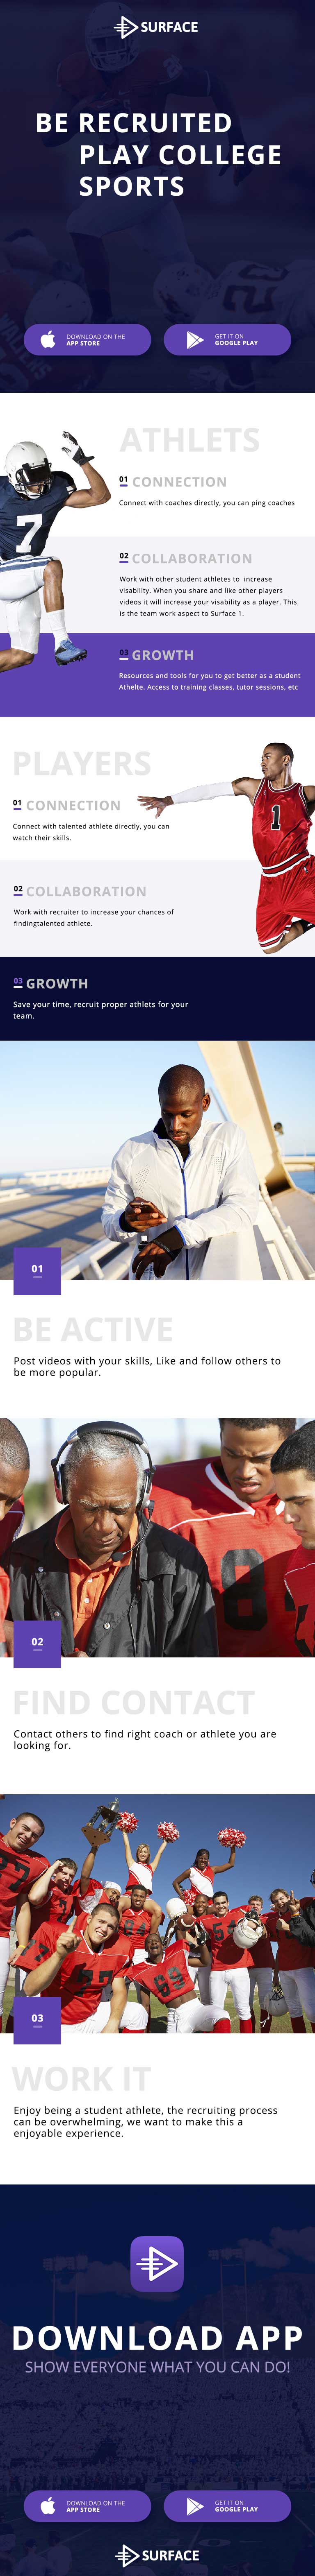 SURFACE
BE RECRUITED
PLAY COLLEGE
SPORTS
DOWNLOAD ON THE
APP STORE
GET IT ON
GOOGLE PLAY
ATHLETS
01 CONNECTION
Connect with coaches directly, you can ping coaches
7
02 COLLABORATION
Work with other student athletes to increase
visability. When you share and like other players
videos it will increase your visability as a player. This
is the team work aspect to Surface 1.
03 GROWTH
Resources and tools for you to get better as a student
Athelte. Access to training classes, tutor sessions, etc
PLAYERS
01 CONNECTION
Connect with talented athlete directly, you can
watch their skills.
1
02 COLLABORATION
Work with recruiter to increase your chances of
findingtalented athlete.
03 GROWTH
Save your time, recruit proper athlets for your
team.
01
BE ACTIVE
Post videos with your skills, Like and follow others to
be more popular.
8
02
FIND CONTACT
Contact others to find right coach or athlete you are
looking for.
03
WORK IT
Enjoy being a student athlete, the recruiting process
can be overwhelming, we want to make this a
enjoyable experience.
DOWNLOAD APP
SHOW EVERYONE WHAT YOU CAN DO!
DOWNLOAD ON THE
APP STORE
GET IT ON
GOOGLE PLAY
SURFACE